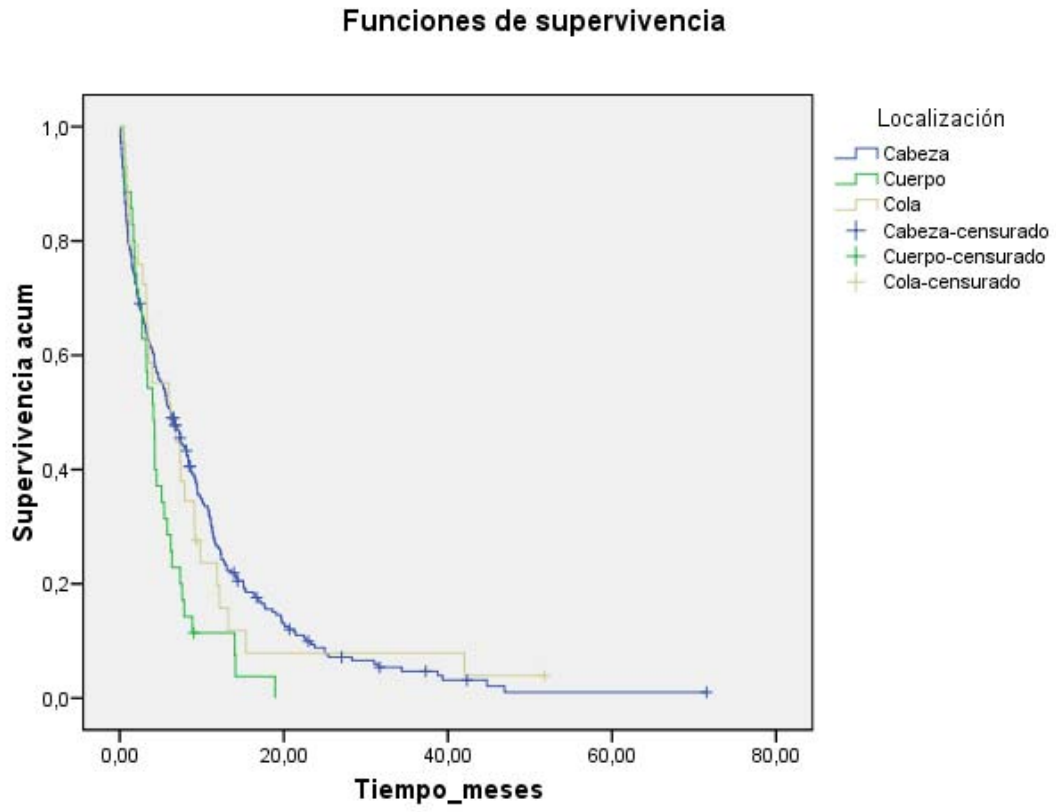 Funciones de supervivencia
Supervivencia acum
1,0
0,8
0,6
0,4
0,2
0,0
0,00
20,00
40,00
60,00
80,00
Tiempo_meses
Localización
Cabeza
Cuerpo
Cola
Cabeza-censurado
Cuerpo-censurado
Cola-censurado